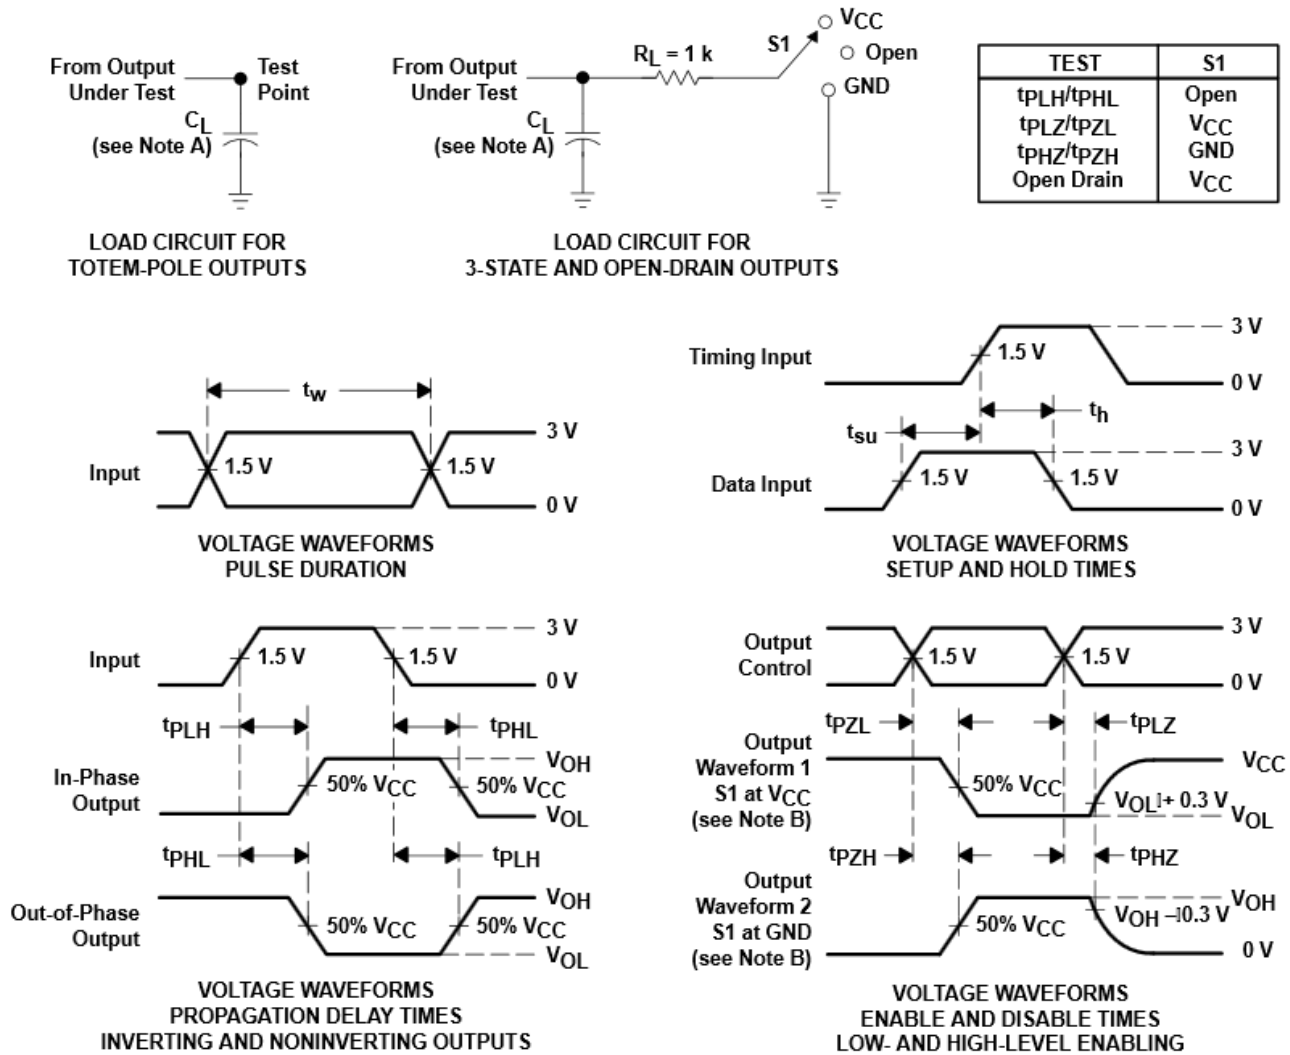 From Output
Under Test
Test
Point
CL
(see Note A)
LOAD CIRCUIT FOR
TOTEM-POLE OUTPUTS
From Output
Under Test
RL = 1 k
S1
VCC
Open
GND
CL
(see Note A)
LOAD CIRCUIT FOR
3-STATE AND OPEN-DRAIN OUTPUTS
TEST S1
tPLH/tPHL Open
tPLZ/tPZL VCC
tPHZ/tPZH GND
Open Drain VCC
tw
3 V
Input
1.5 V
1.5 V
0 V
VOLTAGE WAVEFORMS
PULSE DURATION
3 V
Timing Input
1.5 V
0 V
th
tsu
3 V
Data Input
1.5 V
1.5 V
0 V
VOLTAGE WAVEFORMS
SETUP AND HOLD TIMES
3 V
Input
1.5 V
1.5 V
0 V
tPLH
tPHL
VOH
In-Phase
Output
50% VCC
50% VCC
VOL
tPHL
tPLH
VOH
Out-of-Phase
Output
50% VCC
50% VCC
VOL
VOLTAGE WAVEFORMS
PROPAGATION DELAY TIMES
INVERTING AND NONINVERTING OUTPUTS
3 V
Output
Control
1.5 V
1.5 V
0 V
tPZL
tPLZ
Output
Waveform 1
S1 at VCC
(see Note B)
VCC
50% VCC
VOL + 0.3 V
VOL
tPZH
tPHZ
Output
Waveform 2
S1 at GND
(see Note B)
VOH
50% VCC
VOH – 0.3 V
0 V
VOLTAGE WAVEFORMS
ENABLE AND DISABLE TIMES
LOW- AND HIGH-LEVEL ENABLING